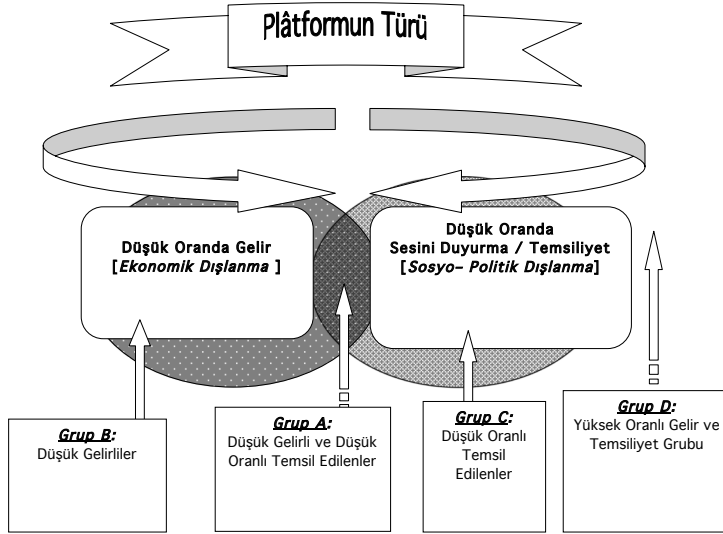 Plâtformun Türü
Düşük Oranda Gelir
[Ekonomik Dışlanma ]
Düşük Oranda
Sesini Duyurma / Temsiliyet
[Sosyo– Politik Dışlanma]
Grup B:
Düşük Gelirliler
Grup A:
Düşük Gelirli ve Düşük
Oranlı Temsil Edilenler
Grup C:
Düşük Oranlı
Temsil
Edilenler
Grup D:
Yüksek Oranlı Gelir ve
Temsiliyet Grubu